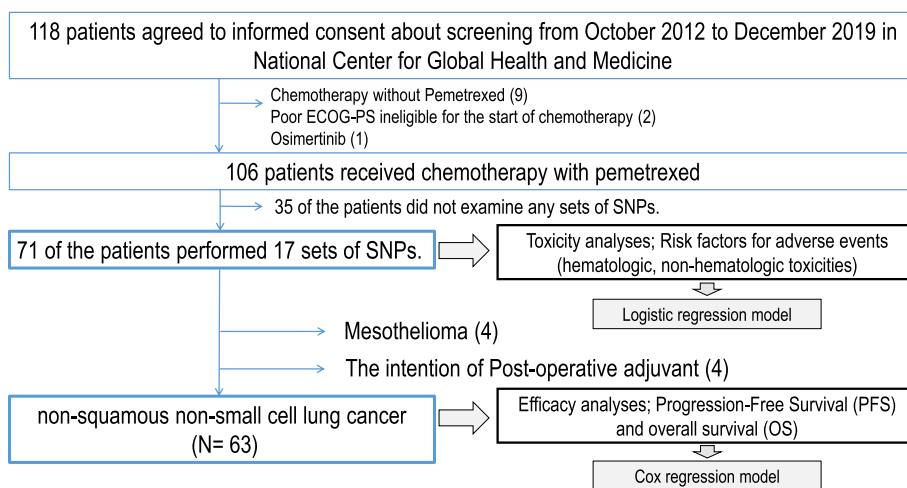 118 patients agreed to informed consent about screening from October 2012 to December 2019 in
National Center for Global Health and Medicine
Chemotherapy without Pemetrexed (9)
Poor ECOG-PS ineligible for the start of chemotherapy (2)
Osimertinib (1)
106 patients received chemotherapy with pemetrexed
35 of the patients did not examine any sets of SNPs.
71 of the patients performed 17 sets of SNPs.
Toxicity analyses; Risk factors for adverse events
(hematologic, non-hematologic toxicities)
Logistic regression model
Mesothelioma (4)
The intention of Post-operative adjuvant (4)
non-squamous non-small cell lung cancer
(N= 63)
Efficacy analyses; Progression-Free Survival (PFS)
and overall survival (OS)
Cox regression model